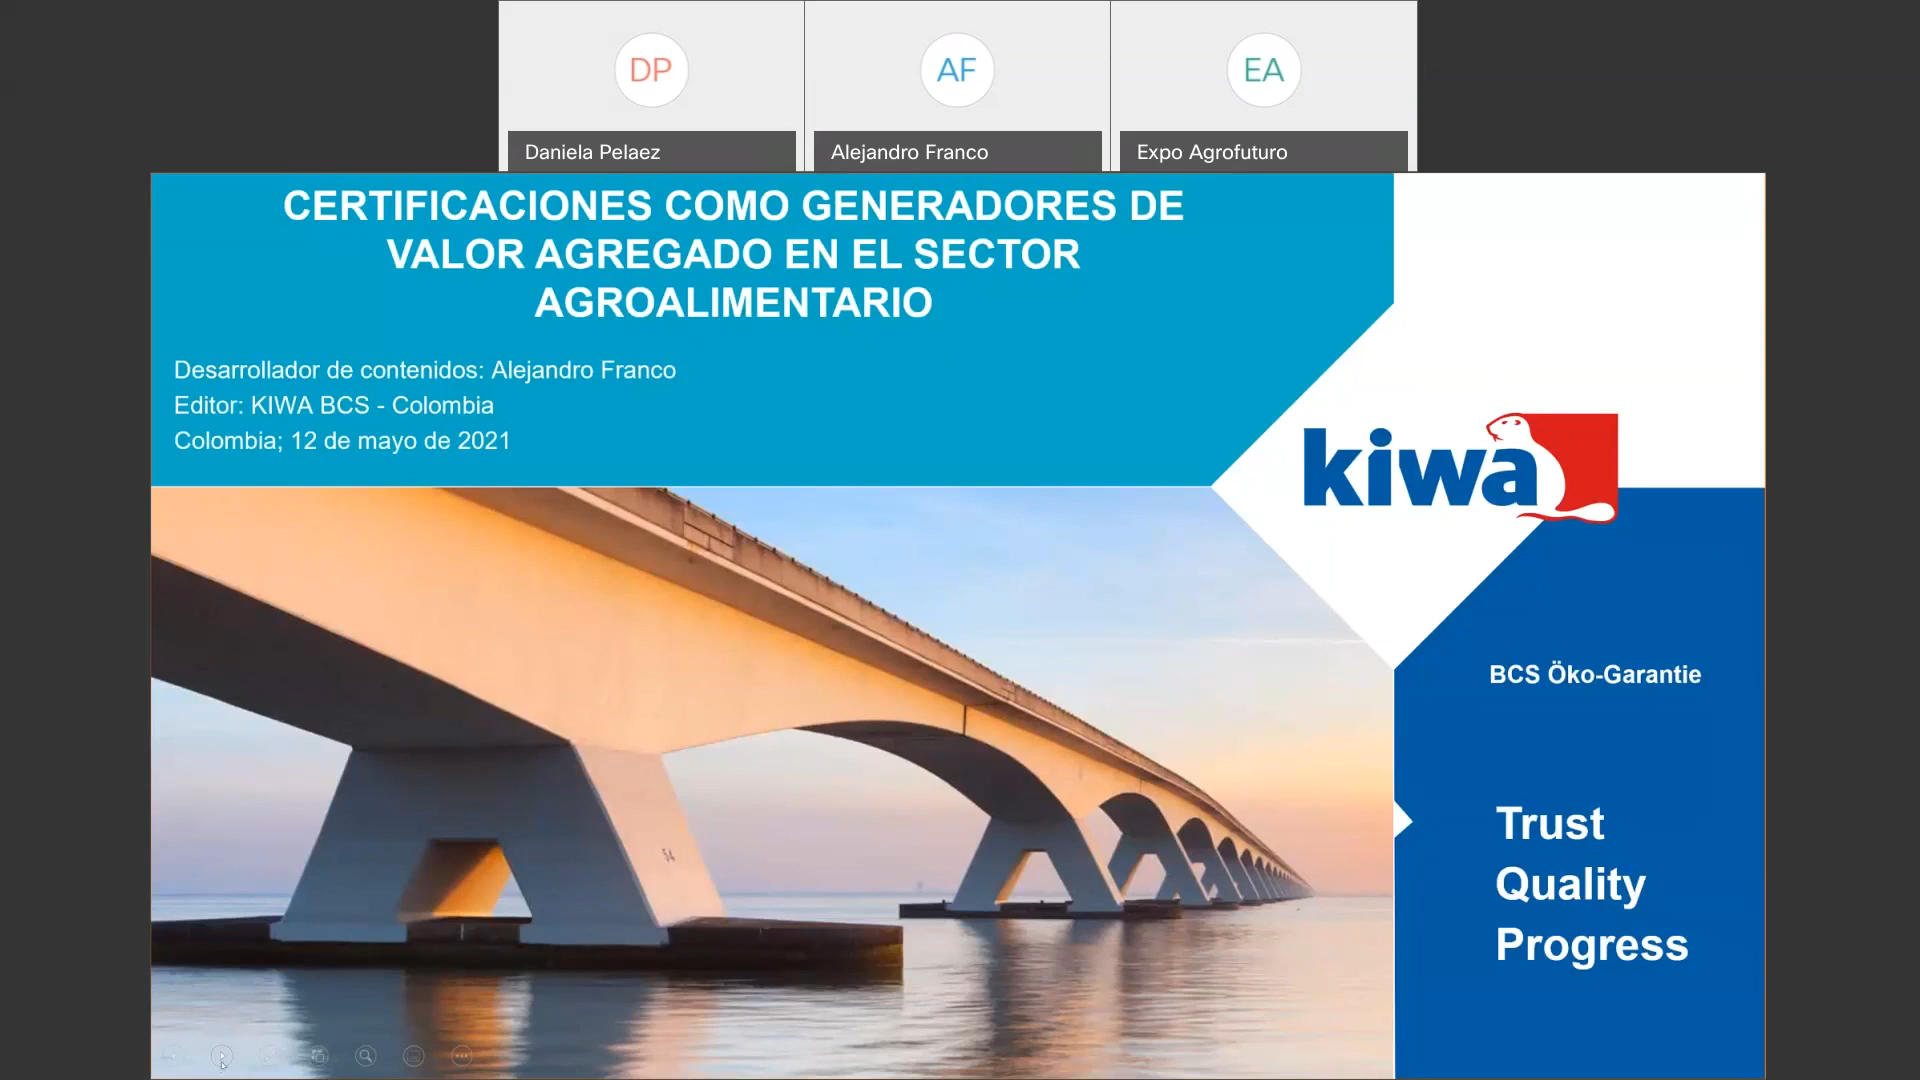 DP
AF
EA
Daniela Pelaez
Alejandro Franco
Expo Agrofuturo
CERTIFICACIONES COMO GENERADORES DE
VALOR AGREGADO EN EL SECTOR
AGROALIMENTARIO
Desarrollador de contenidos: Alejandro Franco
Editor: KIWA BCS - Colombia
Colombia; 12 de mayo de 2021
kiwa
BCS Öko-Garantie
54
Trust
Quality
Progress